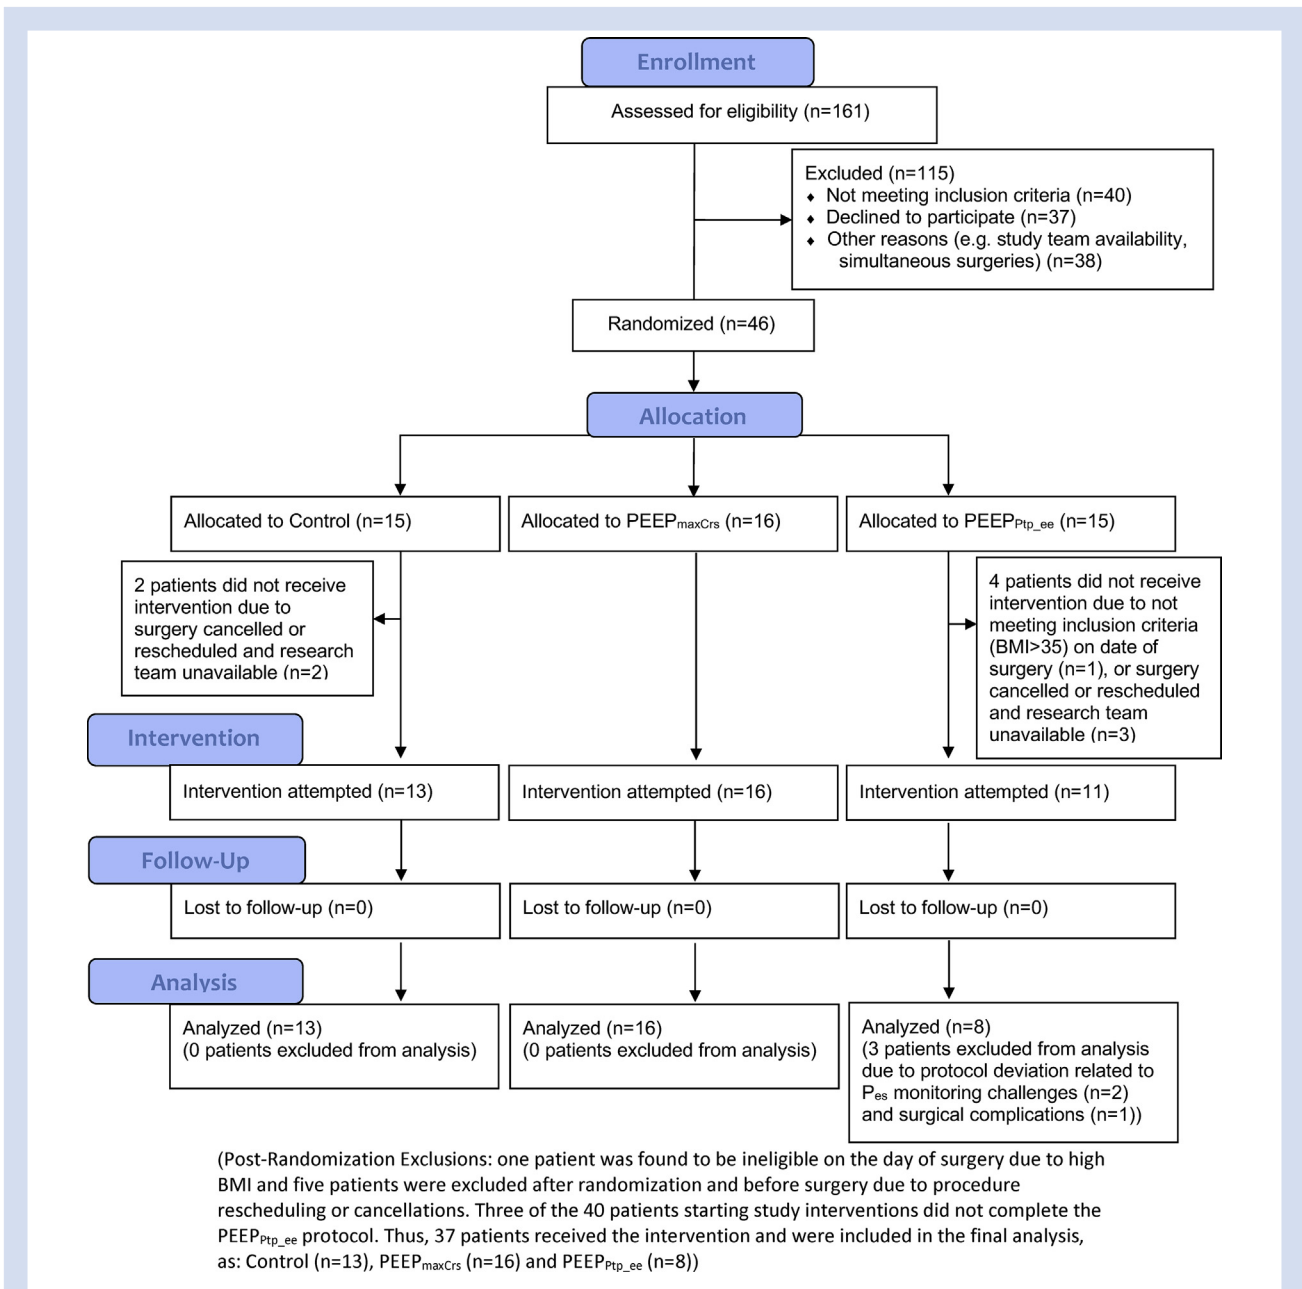 Enrollment
Assessed for eligibility (n=161)
Excluded (n=115)
♦ Not meeting inclusion criteria (n=40)
♦ Declined to participate (n=37)
♦ Other reasons (e.g. study team availability,
simultaneous surgeries) (n=38)
Randomized (n=46)
Allocation
Allocated to Control (n=15)
Allocated to PEEPmaxCrs (n=16)
Allocated to PEEPPtp_ee (n=15)
2 patients did not receive
intervention due to
surgery cancelled or
rescheduled and research
team unavailable (n=2)
4 patients did not receive
intervention due to not
meeting inclusion criteria
(BMI>35) on date of
surgery (n=1), or surgery
cancelled or rescheduled
and research team
unavailable (n=3)
Intervention
Intervention attempted (n=13)
Intervention attempted (n=16)
Intervention attempted (n=11)
Follow-Up
Lost to follow-up (n=0)
Lost to follow-up (n=0)
Lost to follow-up (n=0)
Analysis
Analyzed (n=13)
(0 patients excluded from analysis)
Analyzed (n=16)
(0 patients excluded from analysis)
Analyzed (n=8)
(3 patients excluded from analysis
due to protocol deviation related to
Pes monitoring challenges (n=2)
and surgical complications (n=1))
(Post-Randomization Exclusions: one patient was found to be ineligible on the day of surgery due to high
BMI and five patients were excluded after randomization and before surgery due to procedure
rescheduling or cancellations. Three of the 40 patients starting study interventions did not complete the
PEEPPtp_ee protocol. Thus, 37 patients received the intervention and were included in the final analysis,
as: Control (n=13), PEEPmaxCrs (n=16) and PEEPPtp_ee (n=8))